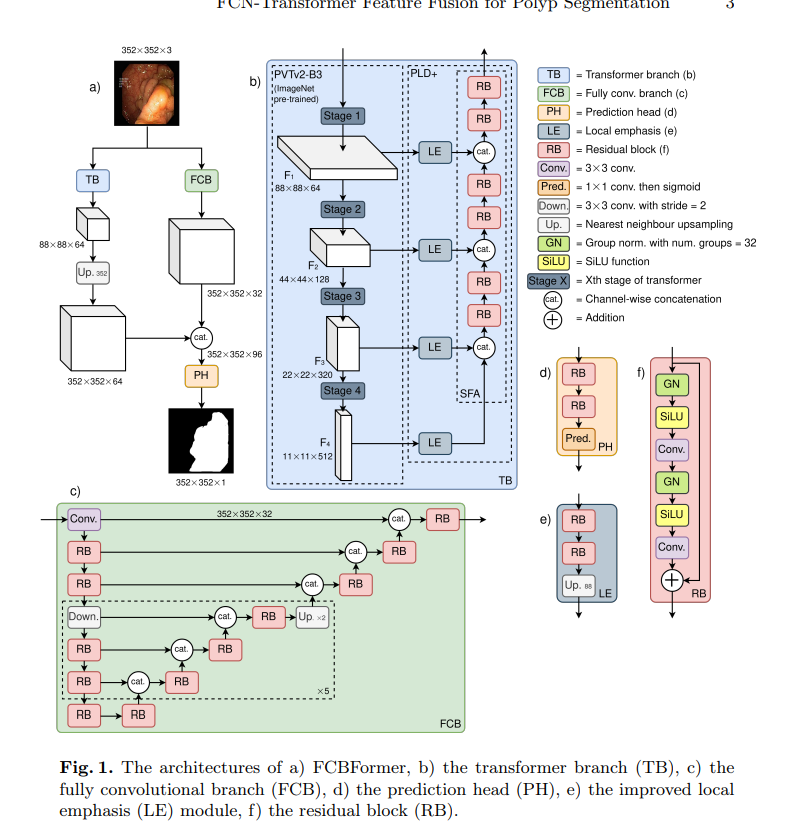 FCN-Transformer Feature Fusion for Polyp Segmentation 3
352×352×3
a)
TB
FCB
88×88×64
Up. 352
352×352×32
cat.
352×352×96
352×352×64
PH
352×352×1
b)
PVTv2-B3
(ImageNet
pre-trained)
PLD+
Stage 1
F1
88×88×64
Stage 2
F2
44×44×128
Stage 3
F3
22×22×320
Stage 4
F4
11×11×512
LE
LE
LE
LE
RB
RB
cat.
RB
RB
cat.
RB
RB
cat.
SFA
TB
TB = Transformer branch (b)
FCB = Fully conv. branch (c)
PH = Prediction head (d)
LE = Local emphasis (e)
RB = Residual block (f)
Conv. = 3×3 conv.
Pred. = 1×1 conv. then sigmoid
Down. = 3×3 conv. with stride = 2
Up. = Nearest neighbour upsampling
GN = Group norm. with num. groups = 32
SiLU = SiLU function
Stage X = Xth stage of transformer
cat. = Channel-wise concatenation
+ = Addition
c)
Conv. 352×352×32 cat. RB
RB cat. RB
RB cat. RB
Down. cat. RB Up. ×2
RB cat. RB
RB cat. RB
×5
RB RB
FCB
d)
RB
RB
Pred.
PH
e)
RB
RB
Up. 88
LE
f)
GN
SiLU
Conv.
GN
SiLU
Conv.
+
RB
Fig. 1. The architectures of a) FCBFormer, b) the transformer branch (TB), c) the
fully convolutional branch (FCB), d) the prediction head (PH), e) the improved local
emphasis (LE) module, f) the residual block (RB).